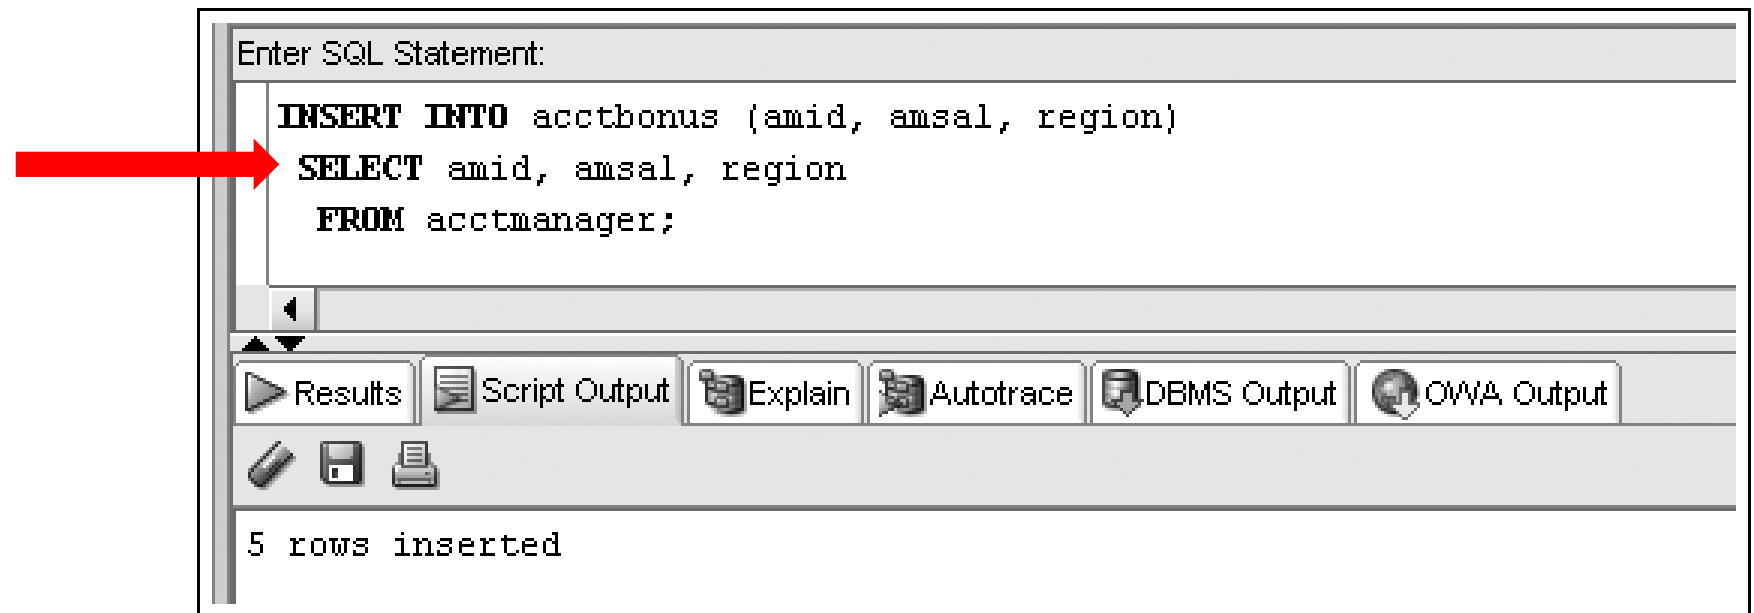 Enter SQL Statement:
INSERT INTO acctbonus (amid, amsal, region)
SELECT amid, amsal, region
FROM acctmanager;
Results Script Output Explain Autotrace DBMS Output OWA Output
5 rows inserted